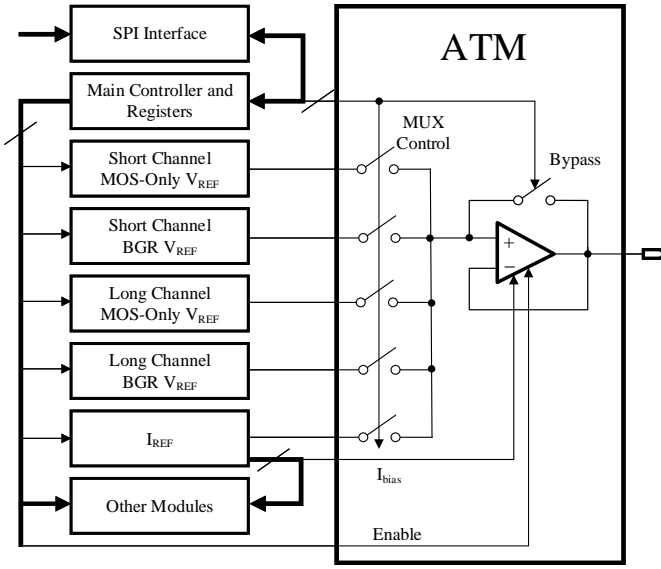 SPI Interface
ATM
Main Controller and
Registers
MUX
Control
Short Channel
MOS-Only VREF
Bypass
Short Channel
BGR VREF
+
−
Long Channel
MOS-Only VREF
Long Channel
BGR VREF
IREF
Ibias
Other Modules
Enable